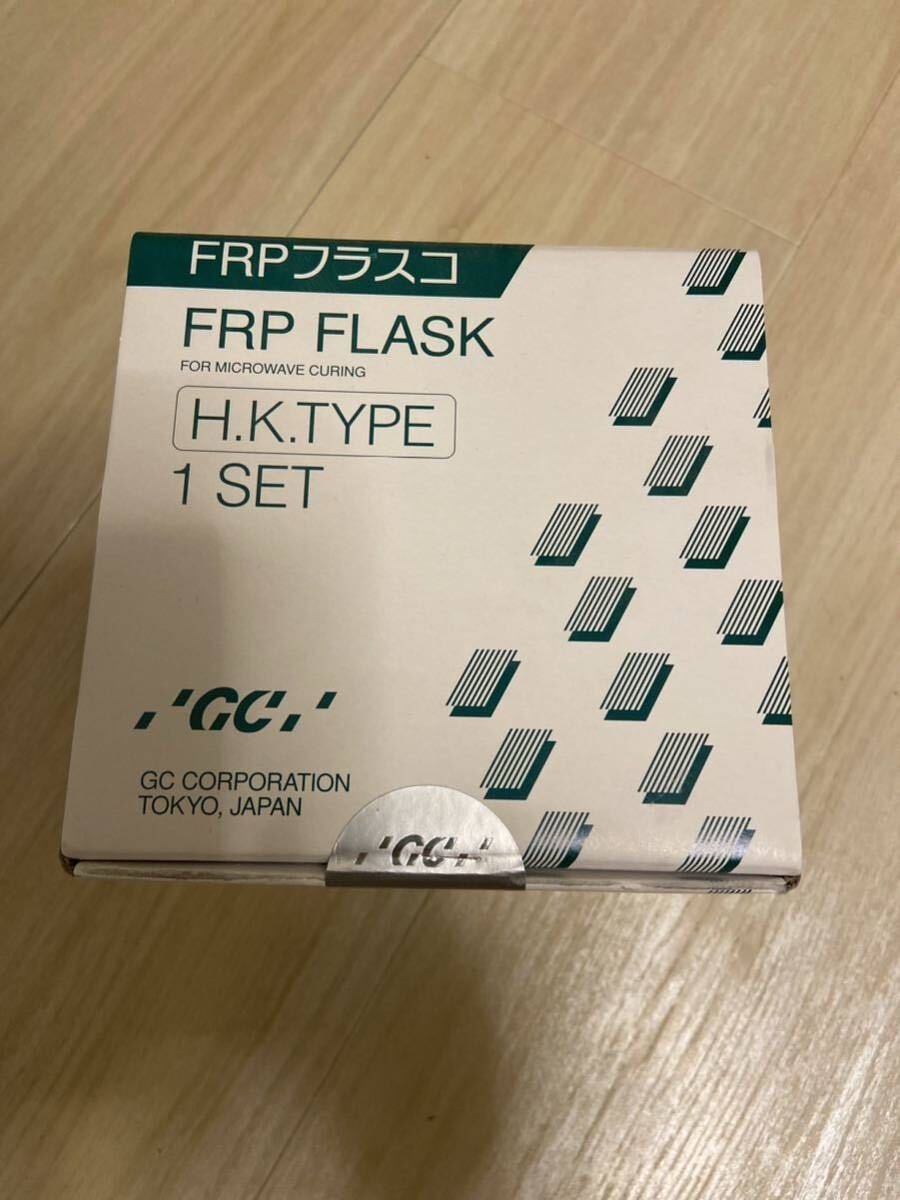 FRPフラスコ
FRP FLASK
FOR MICROWAVE CURING
H.K.TYPE
1 SET
GC
GC CORPORATION
TOKYO, JAPAN
GC